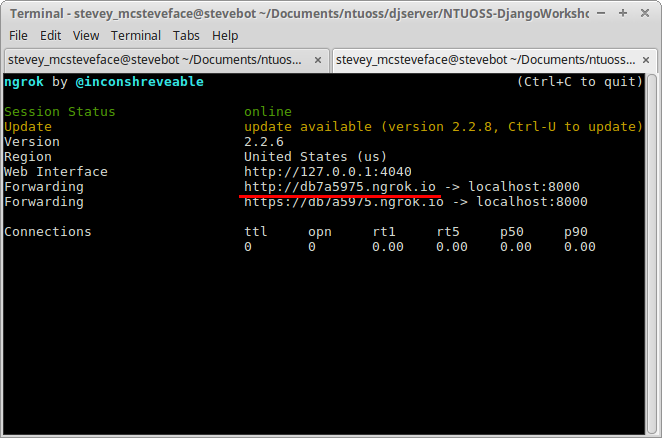 Terminal - stevey_mcsteveface@stevebot ~/Documents/ntuoss/djserver/NTUOSS-DjangoWorksho
File Edit View Terminal Tabs Help
stevey_mcsteveface@stevebot ~/Documents/ntuos... × stevey_mcsteveface@stevebot ~/Documents/ntuoss... ×
ngrok by @inconshreveable (Ctrl+C to quit)
Session Status online
Update update available (version 2.2.8, Ctrl-U to update)
Version 2.2.6
Region United States (us)
Web Interface http://127.0.0.1:4040
Forwarding http://db7a5975.ngrok.io -> localhost:8000
Forwarding https://db7a5975.ngrok.io -> localhost:8000
Connections ttl opn rt1 rt5 p50 p90
0 0 0.00 0.00 0.00 0.00